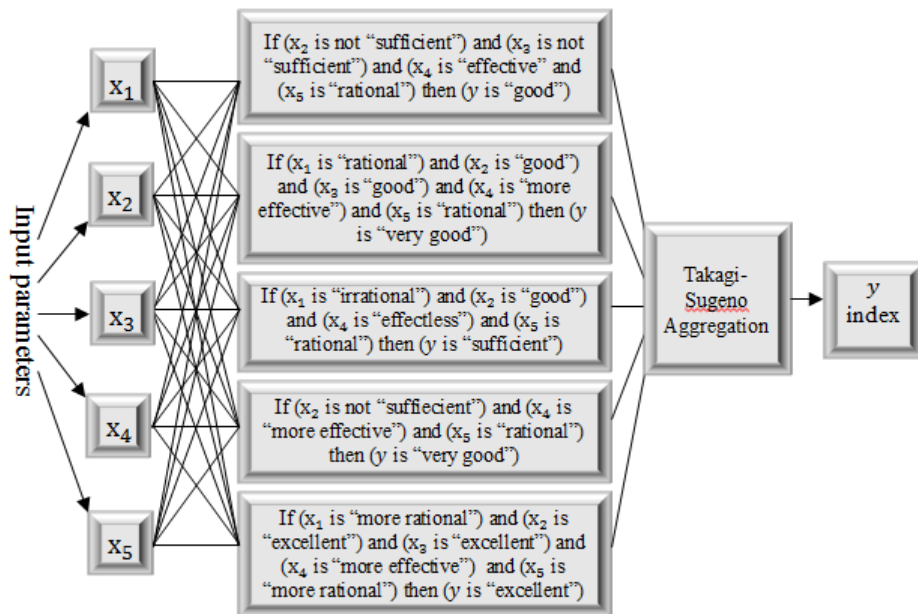 Input parameters
x₁
x₂
x₃
x₄
x₅
If (x₂ is not “sufficient”) and (x₃ is not
“sufficient”) and (x₄ is “effective” and
(x₅ is “rational”) then (y is “good”)
If (x₁ is “rational”) and (x₂ is “good”)
and (x₃ is “good”) and (x₄ is “more
effective”) and (x₅ is “rational”) then (y
is “very good”)
If (x₁ is “irrational”) and (x₂ is “good”)
and (x₄ is “effectless”) and (x₅ is
“rational”) then (y is “sufficient”)
If (x₂ is not “suffiecient”) and (x₄ is
“more effective”) and (x₅ is “rational”)
then (y is “very good”)
If (x₁ is “more rational”) and (x₂ is
“excellent”) and (x₃ is “excellent”) and
(x₄ is “more effective”) and (x₅ is
“more rational”) then (y is “excellent”)
Takagi-
Sugeno
Aggregation
y
index